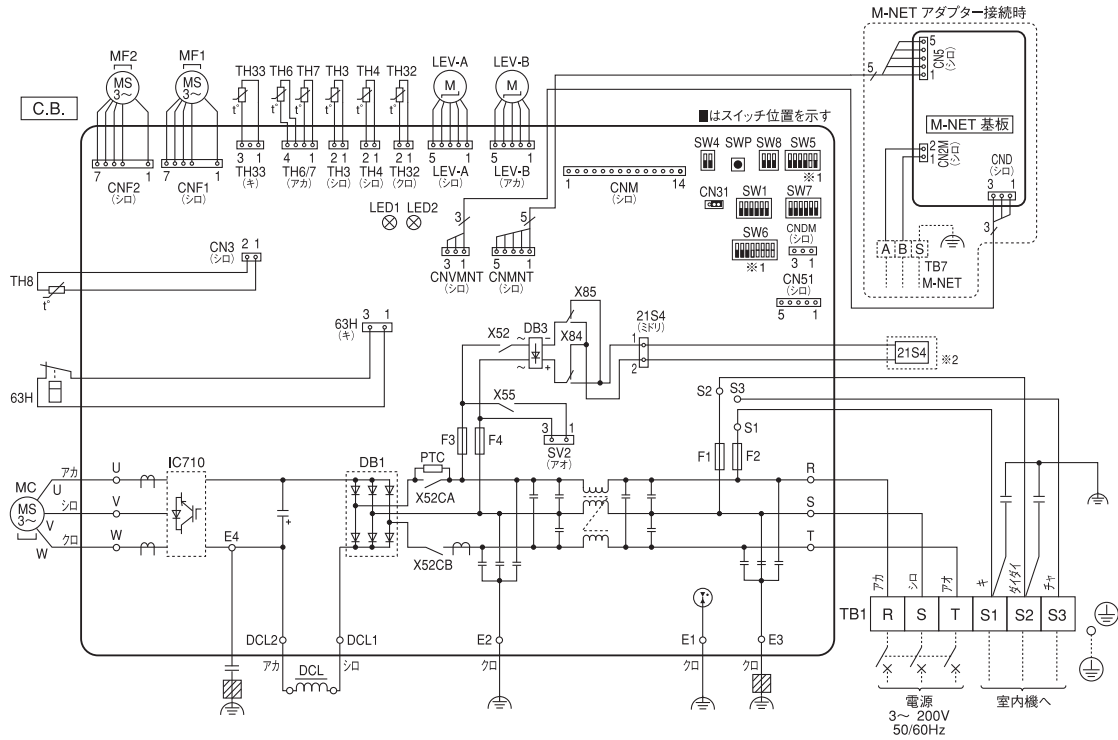 M-NET アダプター接続時
MF2
MF1
TH33
TH6
TH7
TH3
TH4
TH32
LEV-A
LEV-B
MS
3〜
MS
3〜
t°
t°
t°
t°
t°
M
M
5
5
1
CN5
(シロ)
C.B.
■はスイッチ位置を示す
M-NET 基板
SW4
SWP
SW8
SW5
※1
2
1
CN2M
(シロ)
CND
(シロ)
3
1
7
1
CNF2
(シロ)
7
1
CNF1
(シロ)
3 1
TH33
(キ)
4
1
TH6/7
(アカ)
2 1
TH3
(シロ)
2 1
TH4
(シロ)
2 1
TH32
(クロ)
5
1
LEV-A
(シロ)
5
1
LEV-B
(アカ)
1
14
CNM
(シロ)
CN31
SW1
SW7
LED1
LED2
3
5
SW6
※1
CNDM
(シロ)
3 1
3
A
B
S
TB7
M-NET
CN3
(シロ)
2 1
3 1
CNVMNT
(シロ)
5
1
CNMNT
(シロ)
CN51
(シロ)
5
1
TH8
t°
63H
(キ)
3 1
X85
X52
DB3
X84
〜
−
〜
+
21S4
(ミドリ)
1
2
21S4
※2
63H
X55
S2
S3
S1
F3
F4
3 1
SV2
(アオ)
F1
F2
MC
MS
3〜
アカ
U
シロ
V
クロ
W
U
V
W
IC710
DB1
PTC
X52CA
R
S
T
+
E4
X52CB
アカ
シロ
アオ
キ
ダイダイ
チャ
TB1
R
S
T
S1
S2
S3
DCL2
DCL1
E2
E1
E3
アカ
DCL
シロ
クロ
クロ
クロ
電源
3〜 200V
50/60Hz
室内機へ